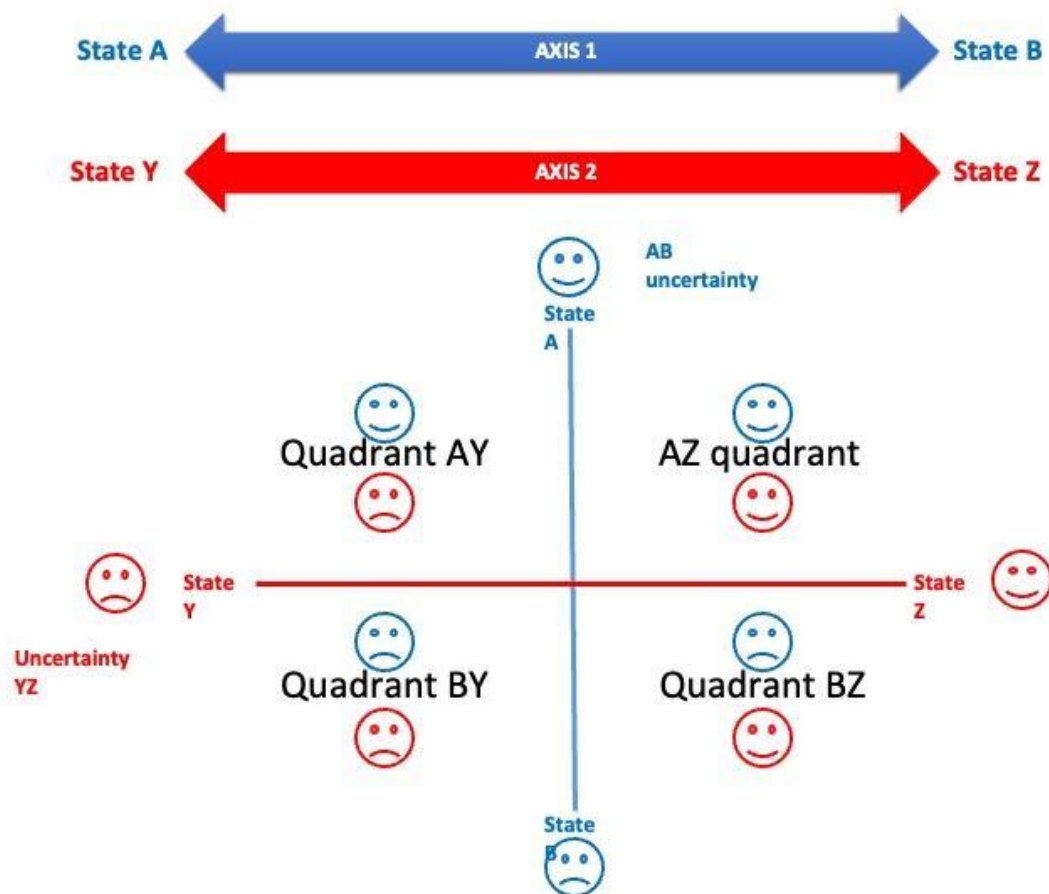 State A
AXIS 1
State B
State Y
AXIS 2
State Z
AB
uncertainty
State
A
Quadrant AY
AZ quadrant
State
Y
State
Z
Uncertainty
YZ
Quadrant BY
Quadrant BZ
State
B